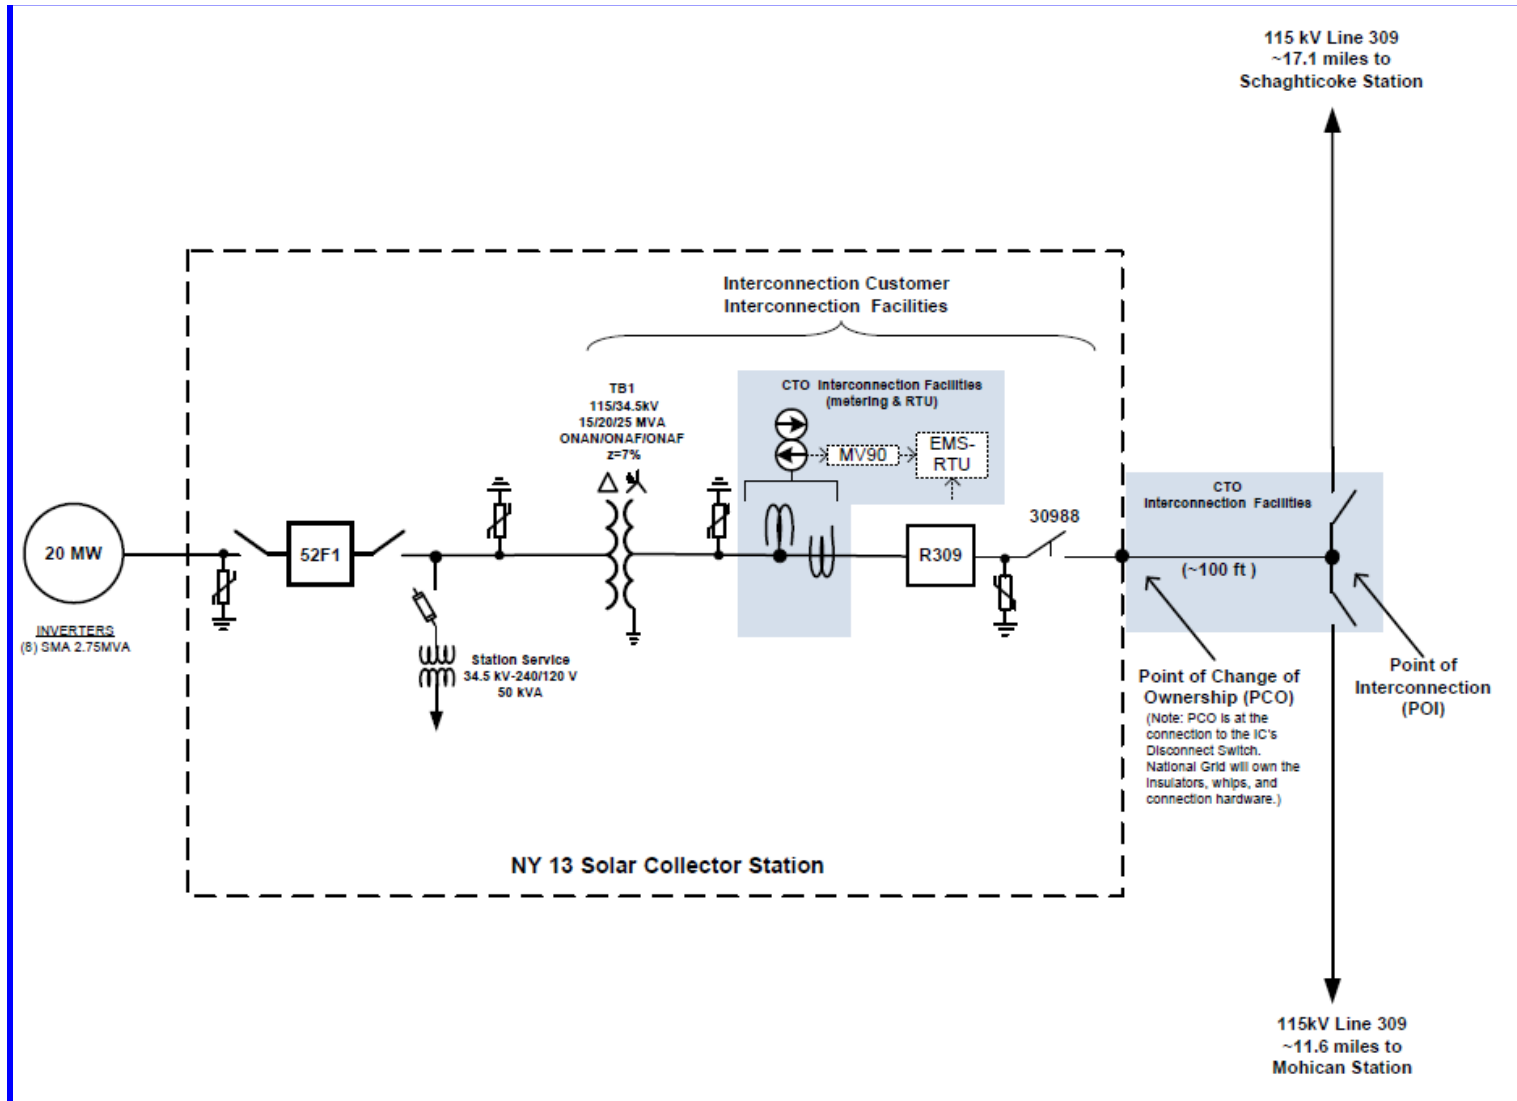 115 kV Line 309
~17.1 miles to
Schaghticoke Station
Interconnection Customer
Interconnection Facilities
TB1
115/34.5kV
15/20/25 MVA
ONAN/ONAF/ONAF
z=7%
CTO Interconnection Facilities
(metering & RTU)
MV90
EMS-
RTU
CTO
Interconnection Facilities
20 MW
52F1
R309
30988
(~100 ft )
INVERTERS
(8) SMA 2.75MVA
Station Service
34.5 kV-240/120 V
50 kVA
Point of Change of
Ownership (PCO)
(Note: PCO is at the
connection to the IC's
Disconnect Switch.
National Grid will own the
insulators, whips, and
connection hardware.)
Point of
Interconnection
(POI)
NY 13 Solar Collector Station
115kV Line 309
~11.6 miles to
Mohican Station